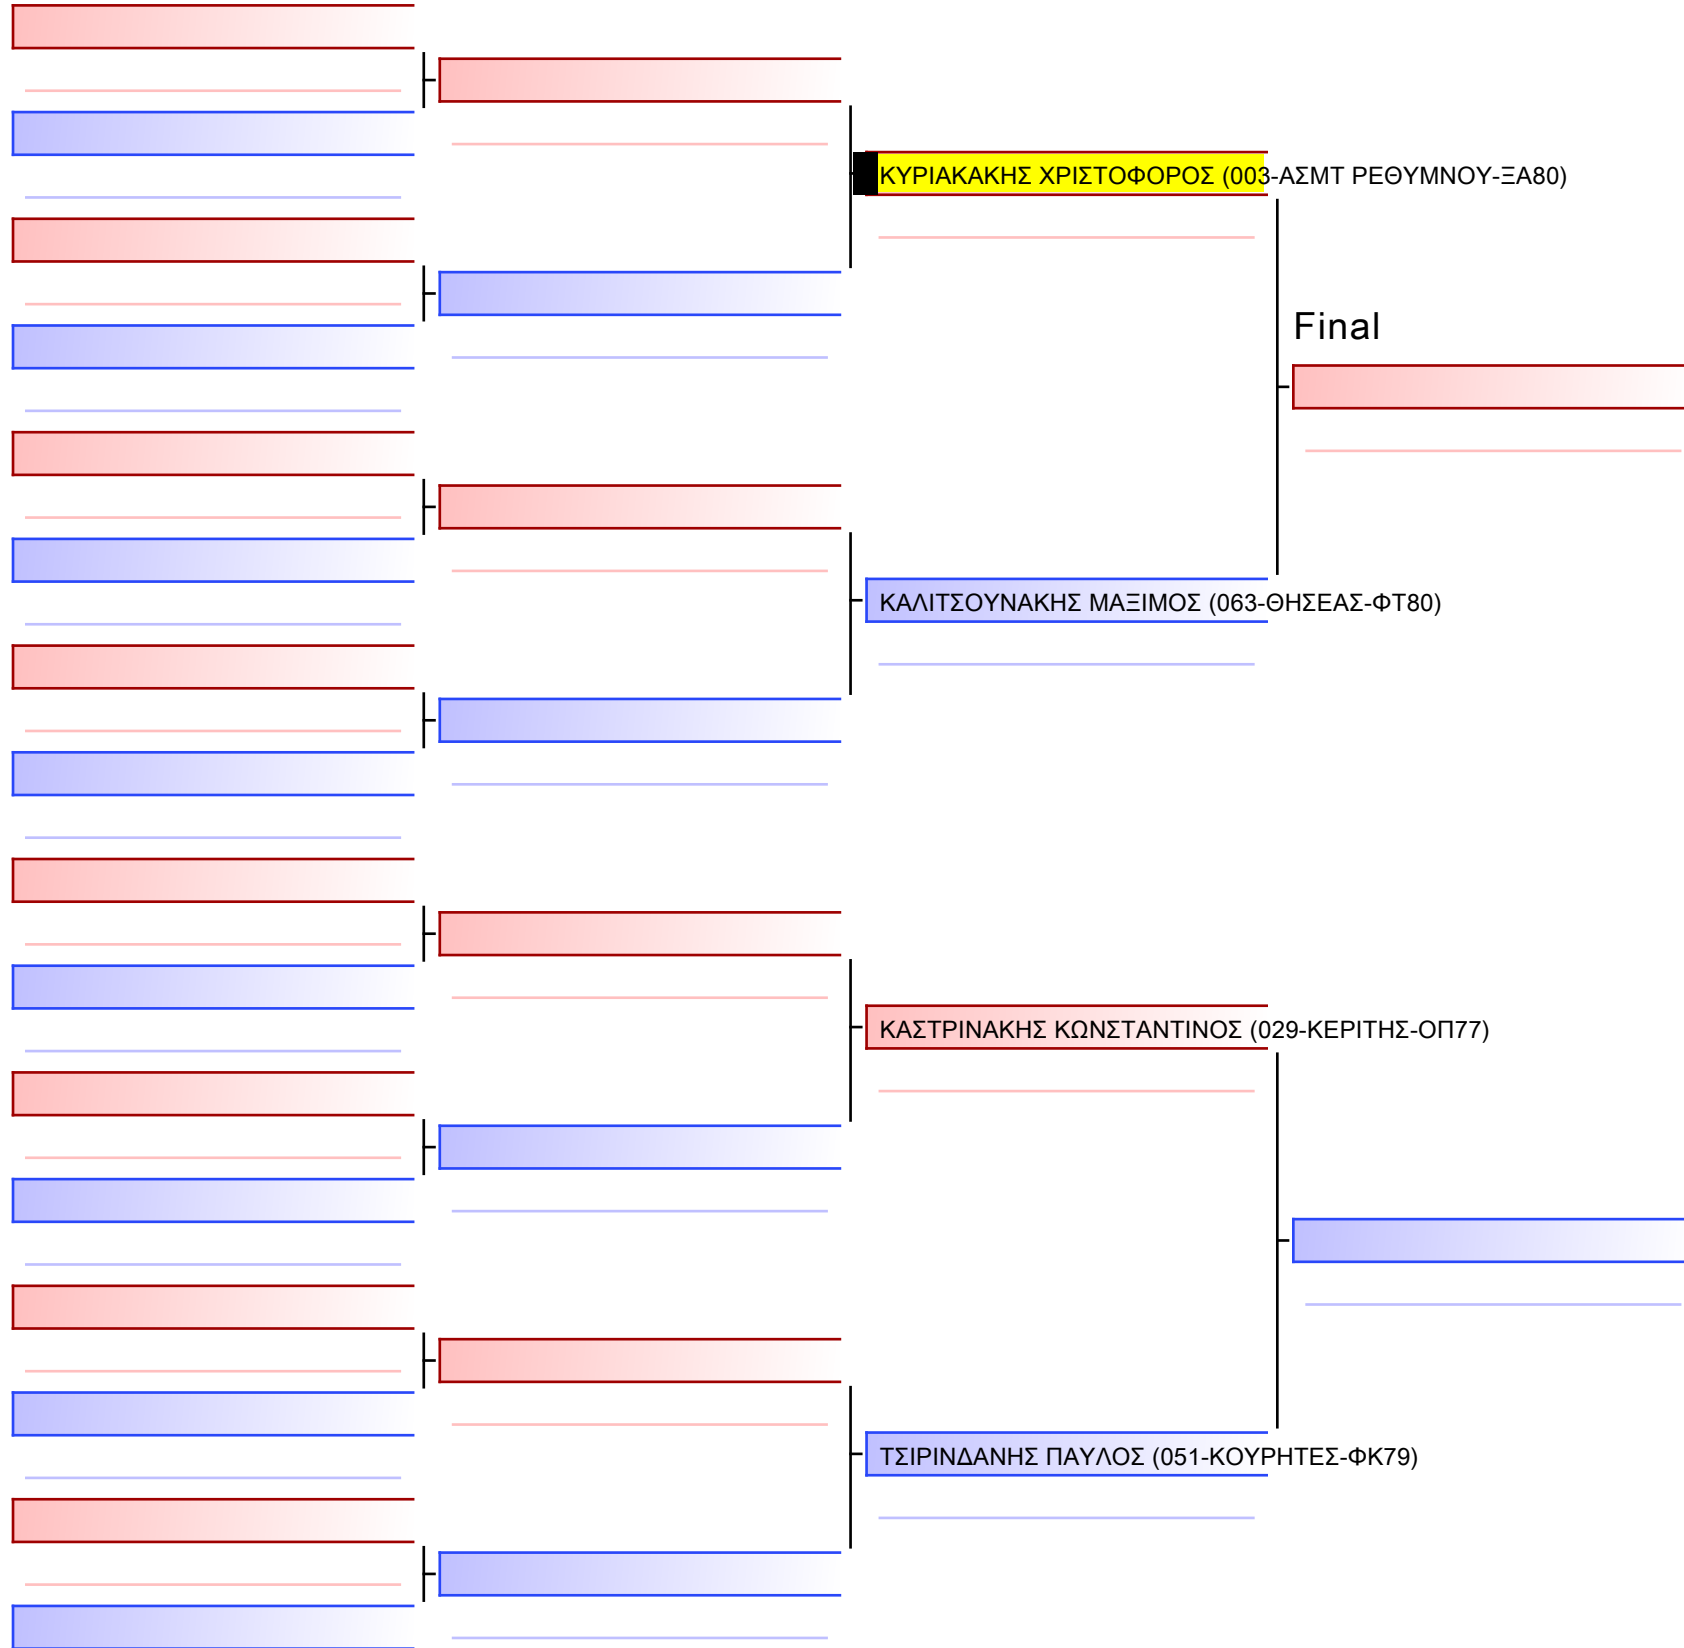 ΚΥΡΙΑΚΑΚΗΣ ΧΡΙΣΤΟΦΟΡΟΣ (003-ΑΣΜΤ ΡΕΘΥΜΝΟΥ-ΞΑ80)
Final
ΚΑΛΙΤΣΟΥΝΑΚΗΣ ΜΑΞΙΜΟΣ (063-ΘΗΣΕΑΣ-ΦΤ80)
ΚΑΣΤΡΙΝΑΚΗΣ ΚΩΝΣΤΑΝΤΙΝΟΣ (029-ΚΕΡΙΤΗΣ-ΟΠ77)
ΤΣΙΡΙΝΔΑΝΗΣ ΠΑΥΛΟΣ (051-ΚΟΥΡΗΤΕΣ-ΦΚ79)